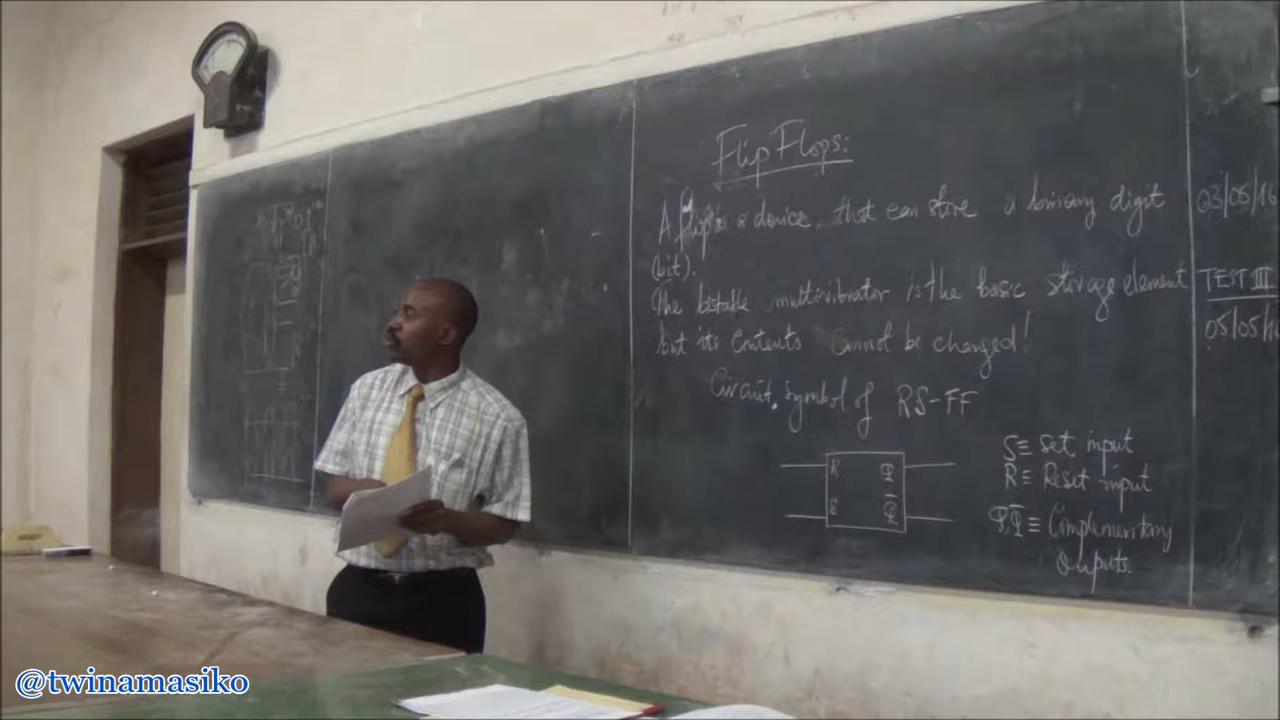 Flip Flops:
A flip is a device that can store a binary digit
(bit).
The bistable multivibrator is the basic storage element
but its Contents Cannot be changed!
Circuit Symbol of RS-FF
R Q
S Q̄
S ≡ set input
R ≡ Reset input
Q, Q̄ ≡ Complementary
Outputs.
03/05/16
TEST III
05/05/16
@twinamasiko